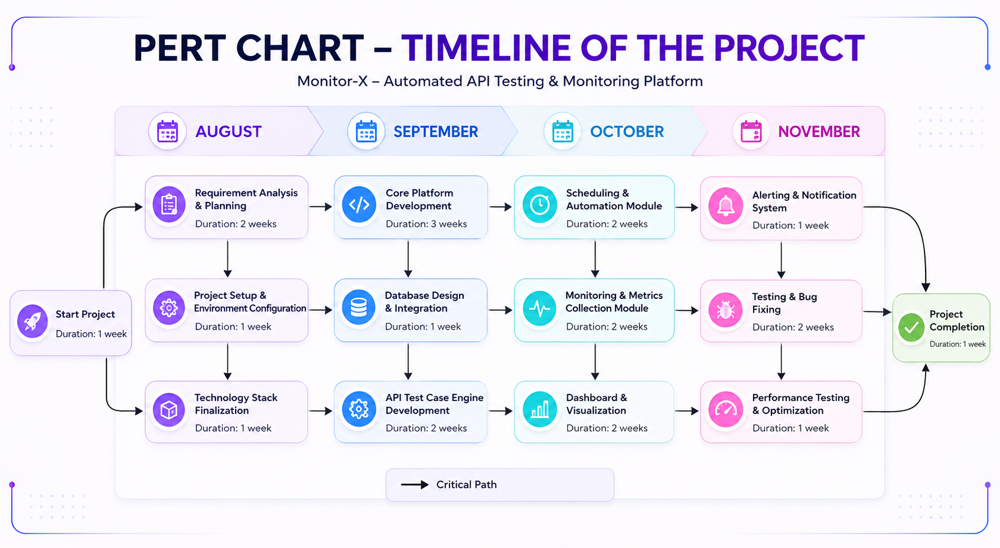 PERT CHART – TIMELINE OF THE PROJECT
Monitor-X – Automated API Testing & Monitoring Platform
AUGUST
SEPTEMBER
OCTOBER
NOVEMBER
Requirement Analysis
& Planning
Duration: 2 weeks
Core Platform
Development
Duration: 3 weeks
Scheduling &
Automation Module
Duration: 2 weeks
Alerting & Notification
System
Duration: 1 week
Start Project
Duration: 1 week
Project Setup &
Environment Configuration
Duration: 1 week
Database Design
& Integration
Duration: 1 week
Monitoring & Metrics
Collection Module
Duration: 2 weeks
Testing & Bug
Fixing
Duration: 2 weeks
Project
Completion
Duration: 1 week
Technology Stack
Finalization
Duration: 1 week
API Test Case Engine
Development
Duration: 2 weeks
Dashboard &
Visualization
Duration: 2 weeks
Performance Testing
& Optimization
Duration: 1 week
Critical Path